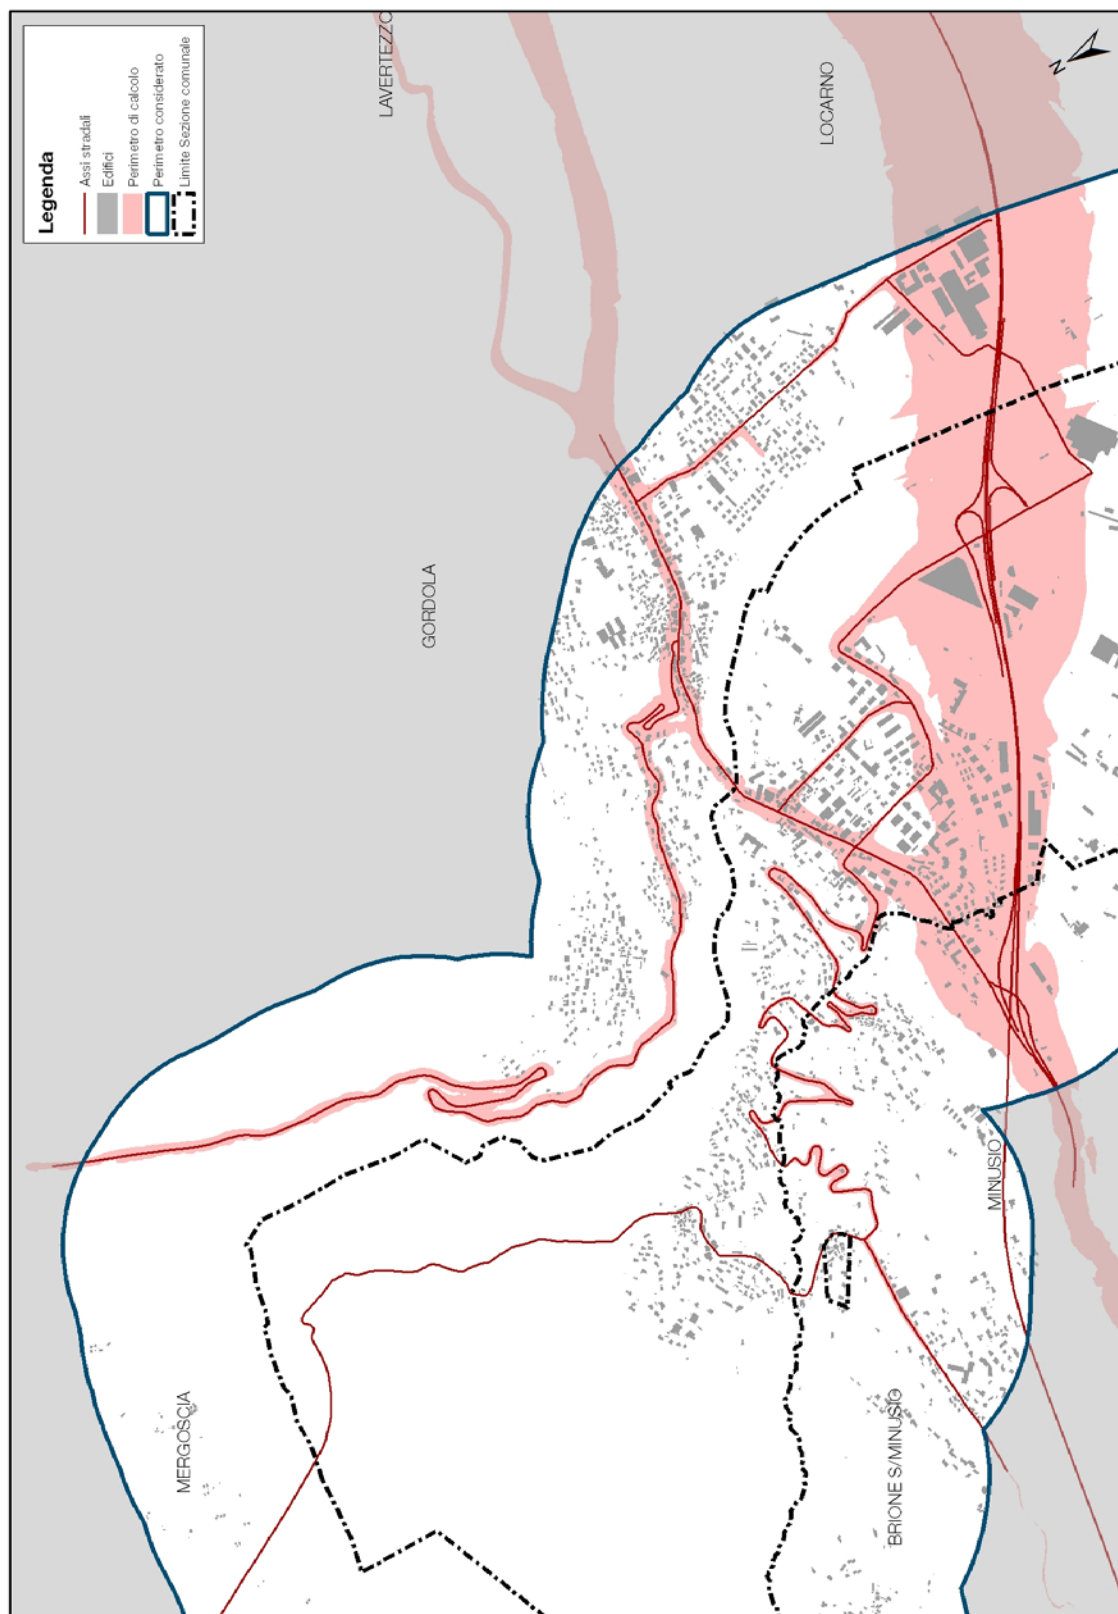 Legenda
Assi stradali
Edifici
Perimetro di calcolo
Perimetro considerato
Limite Sezione comunale
LAVERTEZZO
LOCARNO
N
GORDOLA
MINUSIO
MERGOSCIA
BRIONE S/MINUSIO